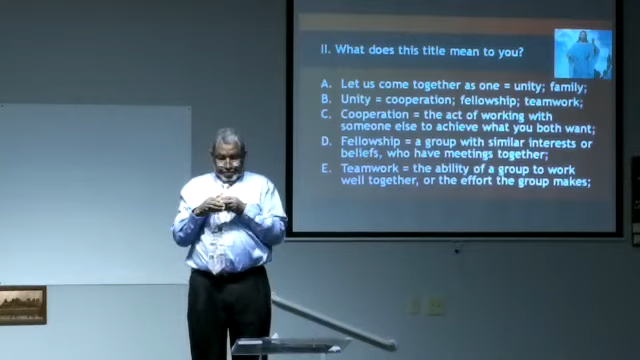 II. What does this title mean to you?
A. Let us come together as one = unity; family;
B. Unity = cooperation; fellowship; teamwork;
C. Cooperation = the act of working with
someone else to achieve what you both want;
D. Fellowship = a group with similar interests or
beliefs, who have meetings together;
E. Teamwork = the ability of a group to work
well together, or the effort the group makes;